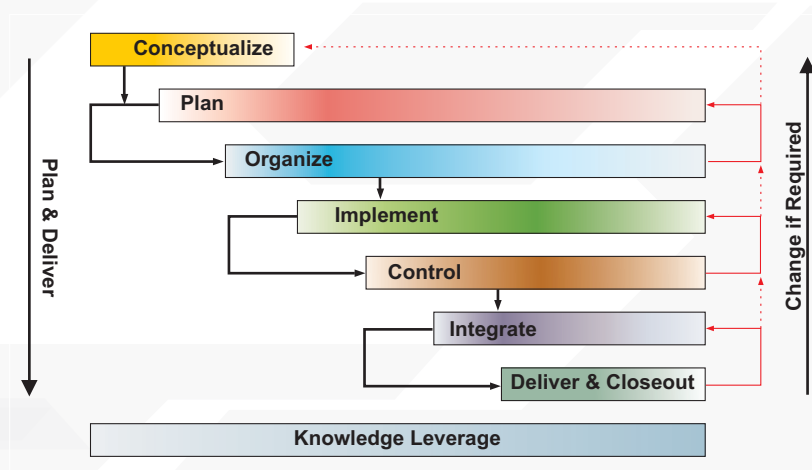 Conceptualize
Plan
Organize
Implement
Control
Integrate
Deliver & Closeout
Knowledge Leverage
Plan & Deliver
Change if Required